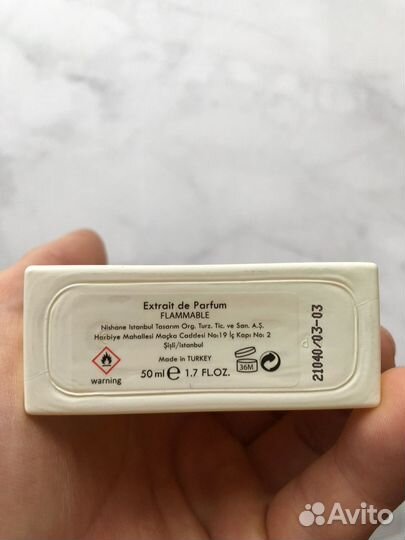 Extrait de Parfum
FLAMMABLE
Nishane Istanbul Tasarım Org. Turz. Tic. ve San. A.Ş.
Harbiye Mahallesi Maçka Caddesi No:19 İç Kapı No: 2
Şişli/İstanbul
Made in TURKEY
warning
50 ml ℮ 1.7 FL.OZ.
36M
21040/03-03
Avito